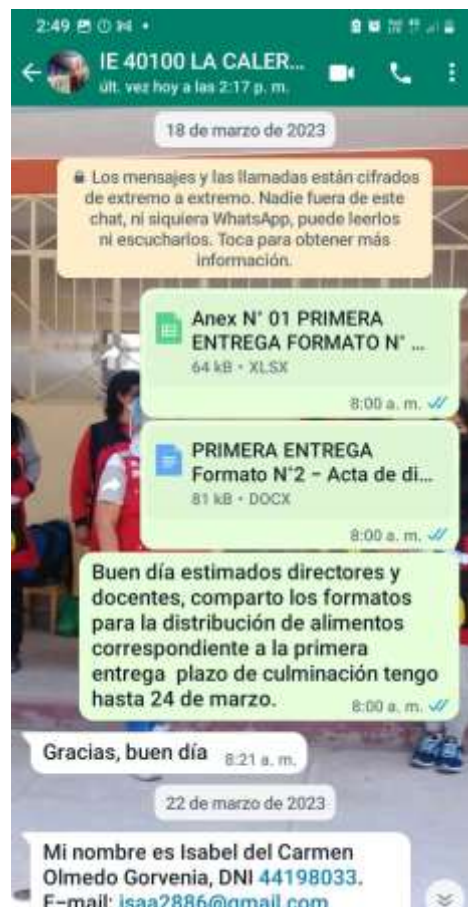 2:49
IE 40100 LA CALER...
últ. vez hoy a las 2:17 p. m.
18 de marzo de 2023
Los mensajes y las llamadas están cifrados
de extremo a extremo. Nadie fuera de este
chat, ni siquiera WhatsApp, puede leerlos
ni escucharlos. Toca para obtener más
información.
Anex N° 01 PRIMERA
ENTREGA FORMATO N° ...
64 kB • XLSX
8:00 a. m.
PRIMERA ENTREGA
Formato N°2 – Acta de di...
81 kB • DOCX
8:00 a. m.
Buen día estimados directores y
docentes, comparto los formatos
para la distribución de alimentos
correspondiente a la primera
entrega plazo de culminación tengo
hasta 24 de marzo.
8:00 a. m.
Gracias, buen día
8:21 a. m.
22 de marzo de 2023
Mi nombre es Isabel del Carmen
Olmedo Gorvenia, DNI 44198033.
E-mail: isaa2886@gmail.com